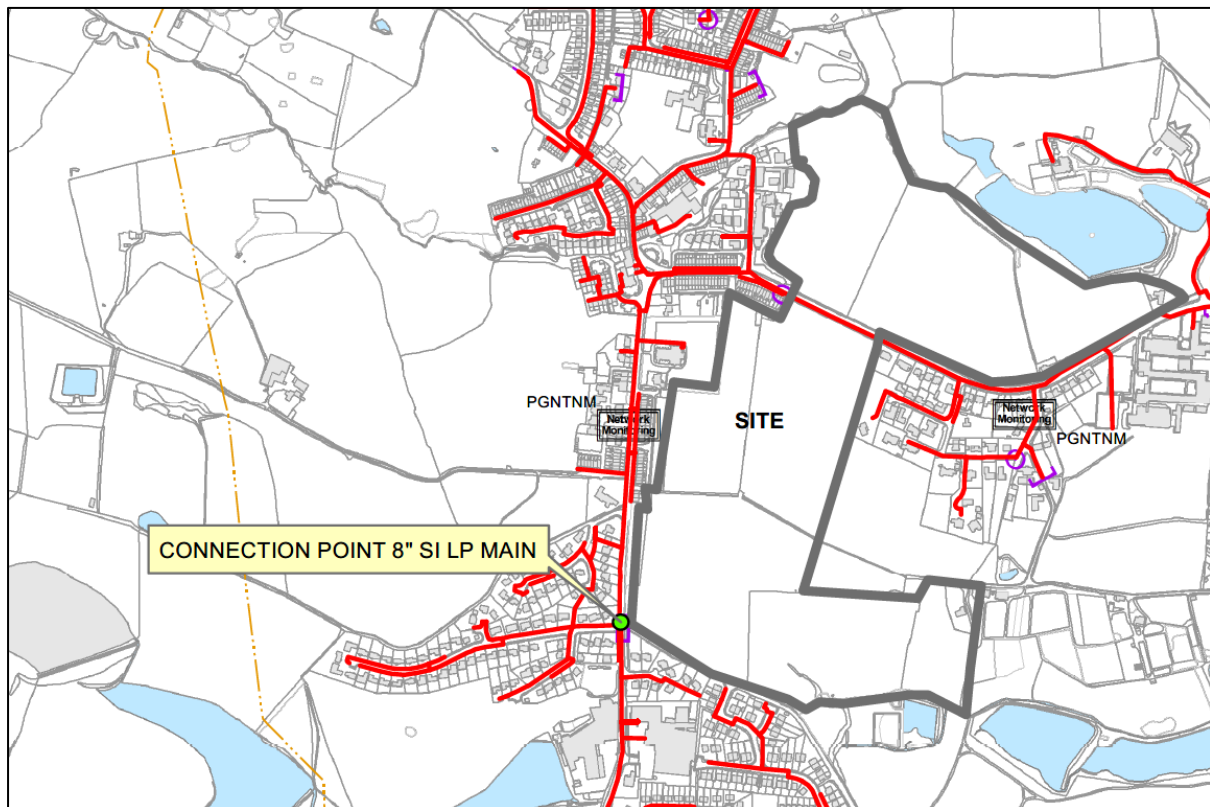 PGNTNM
Network
Monitoring
SITE
Network
Monitoring
PGNTNM
CONNECTION POINT 8" SI LP MAIN